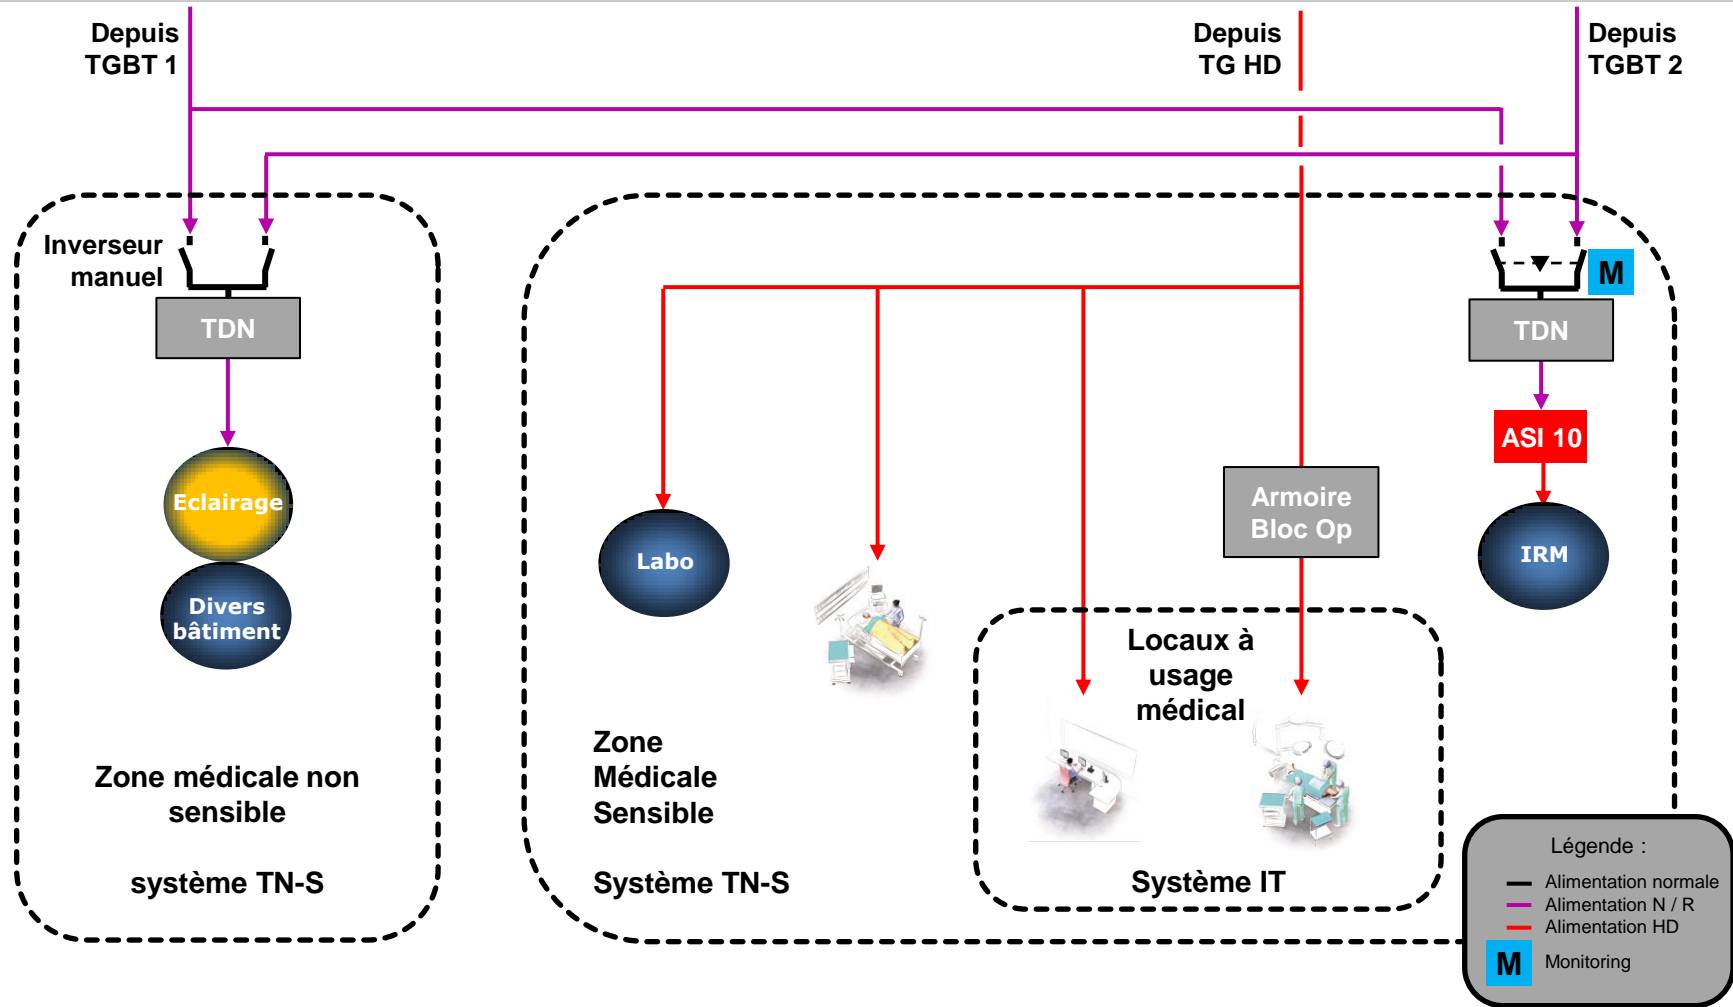 Depuis
TGBT 1
Depuis
TG HD
Depuis
TGBT 2
Inverseur
manuel
M
TDN
TDN
ASI 10
Eclairage
Armoire
Bloc Op
Labo
IRM
Divers
bâtiment
Locaux à
usage
médical
Zone médicale non
sensible
Zone
Médicale
Sensible
système TN-S
Système TN-S
Système IT
Légende :
Alimentation normale
Alimentation N / R
Alimentation HD
M Monitoring